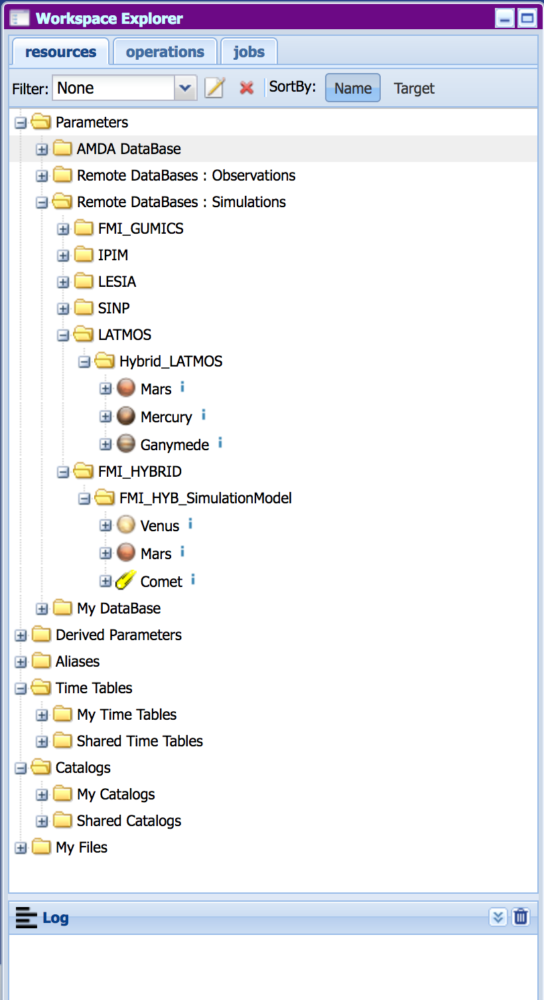 Workspace Explorer
resources operations jobs
Filter: None SortBy: Name Target
Parameters
AMDA DataBase
Remote DataBases : Observations
Remote DataBases : Simulations
FMI_GUMICS
IPIM
LESIA
SINP
LATMOS
Hybrid_LATMOS
Mars i
Mercury i
Ganymede i
FMI_HYBRID
FMI_HYB_SimulationModel
Venus i
Mars i
Comet i
My DataBase
Derived Parameters
Aliases
Time Tables
My Time Tables
Shared Time Tables
Catalogs
My Catalogs
Shared Catalogs
My Files
Log